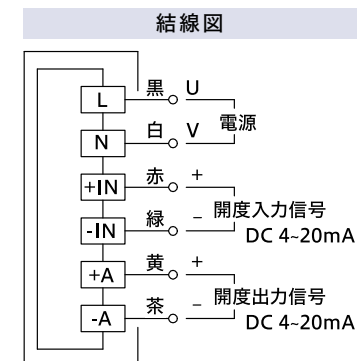 結線図
L 黒 U
N 白 V
電源
+IN 赤 +
-IN 緑 −
開度入力信号
DC 4~20mA
+A 黄 +
-A 茶 −
開度出力信号
DC 4~20mA